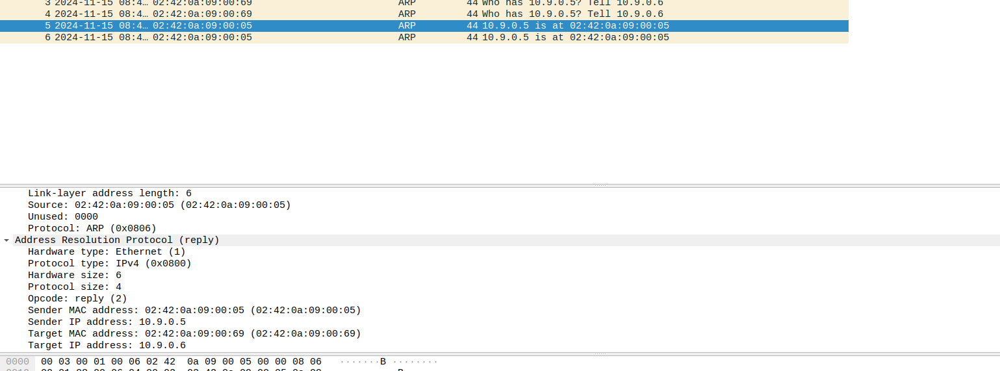 3 2024-11-15 08:4… 02:42:0a:09:00:69 ARP 44 Who has 10.9.0.5? Tell 10.9.0.6
4 2024-11-15 08:4… 02:42:0a:09:00:69 ARP 44 Who has 10.9.0.5? Tell 10.9.0.6
5 2024-11-15 08:4… 02:42:0a:09:00:05 ARP 44 10.9.0.5 is at 02:42:0a:09:00:05
6 2024-11-15 08:4… 02:42:0a:09:00:05 ARP 44 10.9.0.5 is at 02:42:0a:09:00:05
Link-layer address length: 6
Source: 02:42:0a:09:00:05 (02:42:0a:09:00:05)
Unused: 0000
Protocol: ARP (0x0806)
Address Resolution Protocol (reply)
Hardware type: Ethernet (1)
Protocol type: IPv4 (0x0800)
Hardware size: 6
Protocol size: 4
Opcode: reply (2)
Sender MAC address: 02:42:0a:09:00:05 (02:42:0a:09:00:05)
Sender IP address: 10.9.0.5
Target MAC address: 02:42:0a:09:00:69 (02:42:0a:09:00:69)
Target IP address: 10.9.0.6
0000 00 03 00 01 00 06 02 42 0a 09 00 05 00 00 08 06 ·······B ········